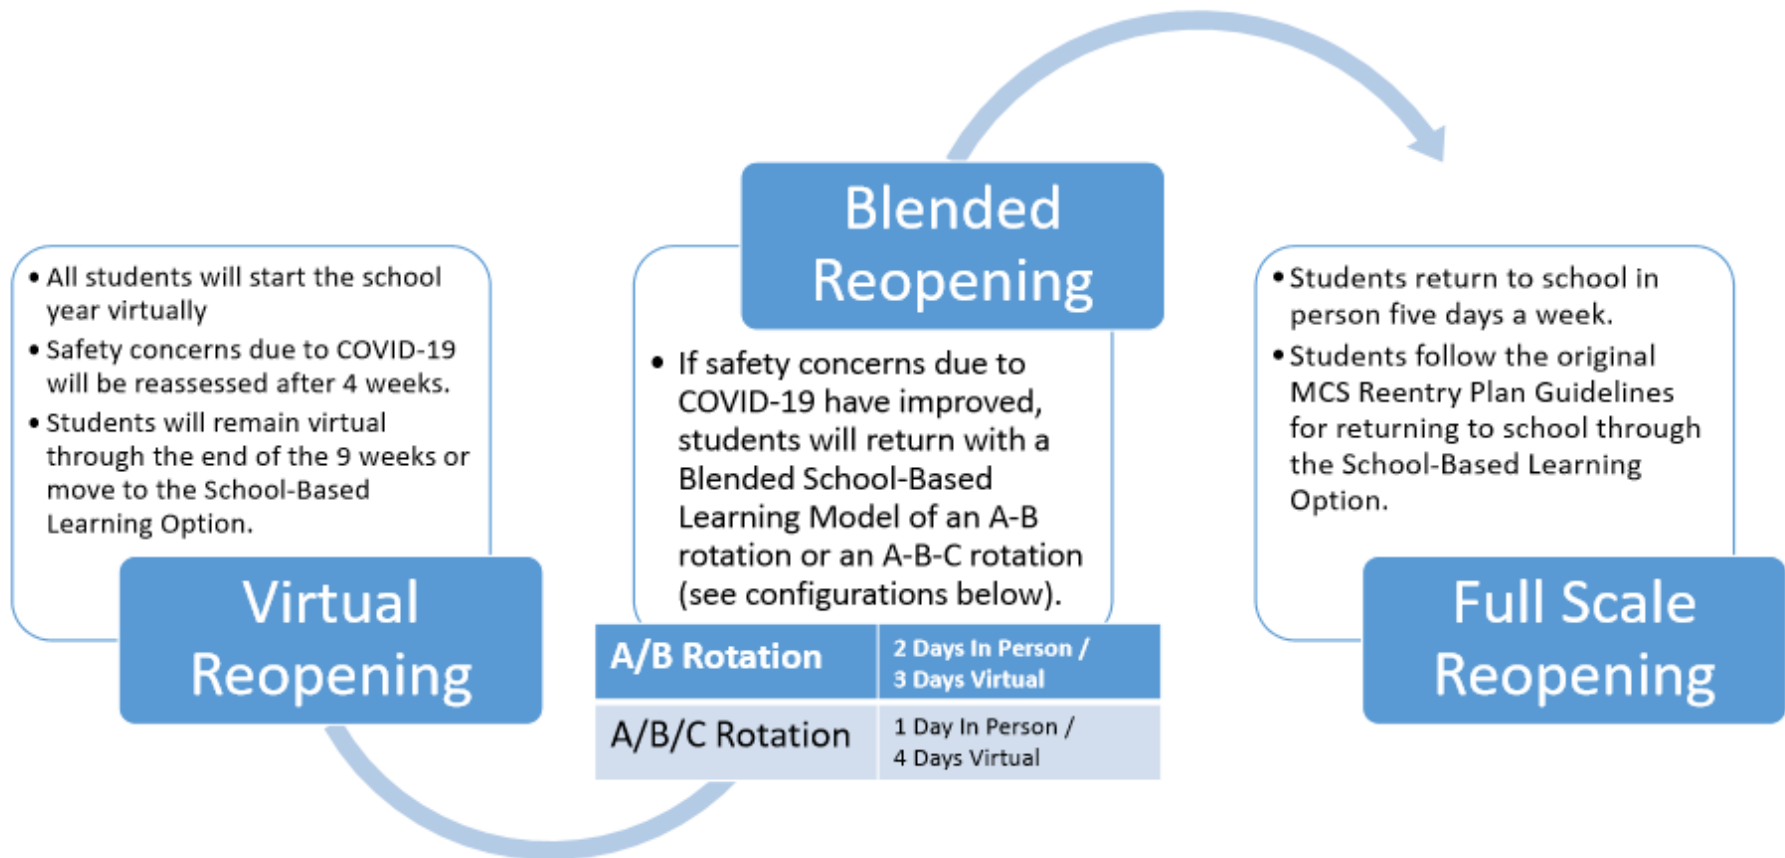 • All students will start the school
year virtually
• Safety concerns due to COVID-19
will be reassessed after 4 weeks.
• Students will remain virtual
through the end of the 9 weeks or
move to the School-Based
Learning Option.
Virtual
Reopening
Blended
Reopening
• If safety concerns due to
COVID-19 have improved,
students will return with a
Blended School-Based
Learning Model of an A-B
rotation or an A-B-C rotation
(see configurations below).
A/B Rotation
2 Days In Person /
3 Days Virtual
A/B/C Rotation
1 Day In Person /
4 Days Virtual
• Students return to school in
person five days a week.
• Students follow the original
MCS Reentry Plan Guidelines
for returning to school through
the School-Based Learning
Option.
Full Scale
Reopening